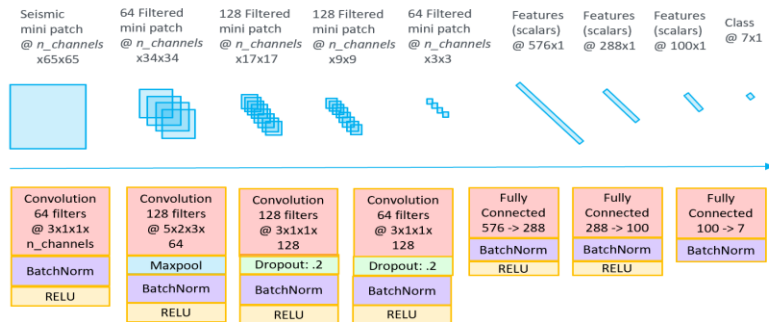 Seismic
mini patch
@ n_channels
x65x65
64 Filtered
mini patch
@ n_channels
x34x34
128 Filtered
mini patch
@ n_channels
x17x17
128 Filtered
mini patch
@ n_channels
x9x9
64 Filtered
mini patch
@ n_channels
x3x3
Features
(scalars)
@ 576x1
Features
(scalars)
@ 288x1
Features
(scalars)
@ 100x1
Class
@ 7x1
Convolution
64 filters
@ 3x1x1x
n_channels
BatchNorm
RELU
Convolution
128 filters
@ 5x2x3x
64
Maxpool
BatchNorm
RELU
Convolution
128 filters
@ 3x1x1x
128
Dropout: .2
BatchNorm
RELU
Convolution
64 filters
@ 3x1x1x
128
Dropout: .2
BatchNorm
RELU
Fully
Connected
576 -> 288
BatchNorm
RELU
Fully
Connected
288 -> 100
BatchNorm
RELU
Fully
Connected
100 -> 7
BatchNorm